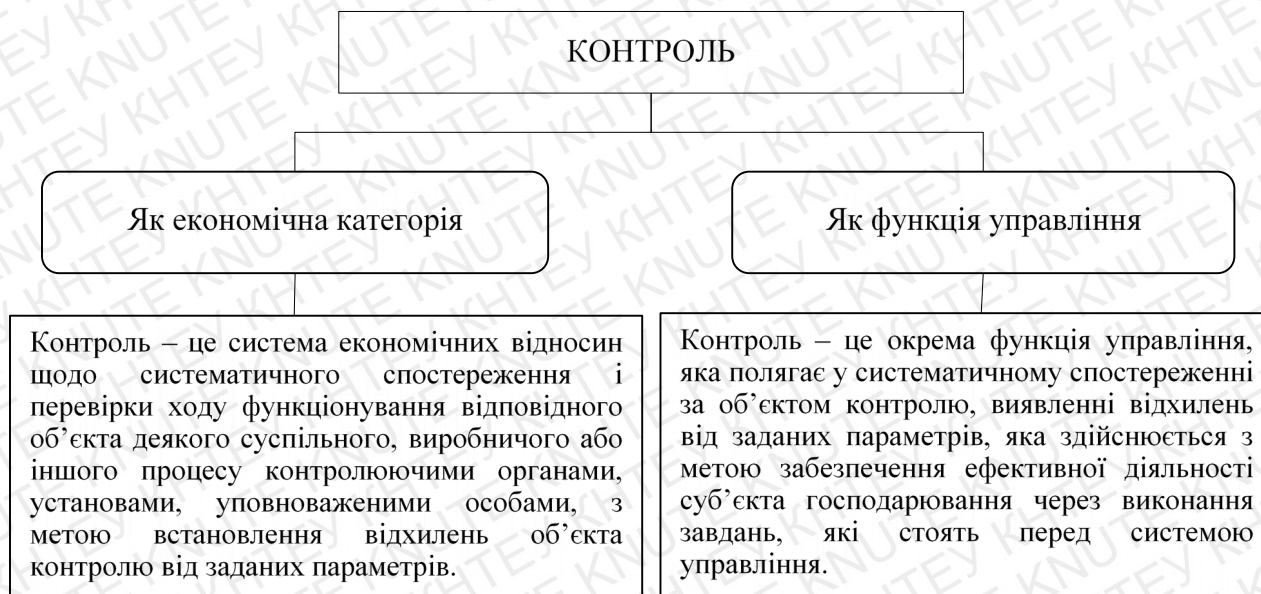 КОНТРОЛЬ
Як економічна категорія
Як функція управління
Контроль – це система економічних відносин
щодо систематичного спостереження і
перевірки ходу функціонування відповідного
об’єкта деякого суспільного, виробничого або
іншого процесу контролюючими органами,
установами, уповноваженими особами, з
метою встановлення відхилень об’єкта
контролю від заданих параметрів.
Контроль – це окрема функція управління,
яка полягає у систематичному спостереженні
за об’єктом контролю, виявленні відхилень
від заданих параметрів, яка здійснюється з
метою забезпечення ефективної діяльності
суб’єкта господарювання через виконання
завдань, які стоять перед системою
управління.